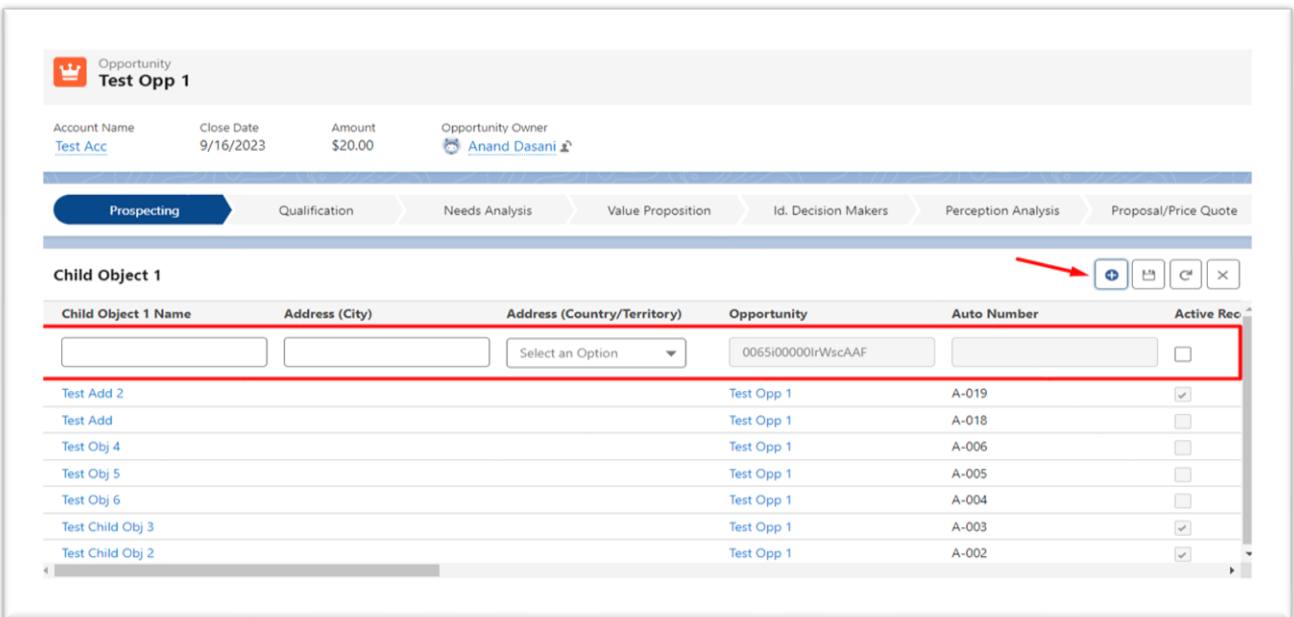 Opportunity
Test Opp 1
Account Name Close Date Amount Opportunity Owner
Test Acc 9/16/2023 $20.00 Anand Dasani
Prospecting Qualification Needs Analysis Value Proposition Id. Decision Makers Perception Analysis Proposal/Price Quote
Child Object 1
Child Object 1 Name Address (City) Address (Country/Territory) Opportunity Auto Number Active Rec
Select an Option 0065i00000IrWscAAF
Test Add 2 Test Opp 1 A-019
Test Add Test Opp 1 A-018
Test Obj 4 Test Opp 1 A-006
Test Obj 5 Test Opp 1 A-005
Test Obj 6 Test Opp 1 A-004
Test Child Obj 3 Test Opp 1 A-003
Test Child Obj 2 Test Opp 1 A-002